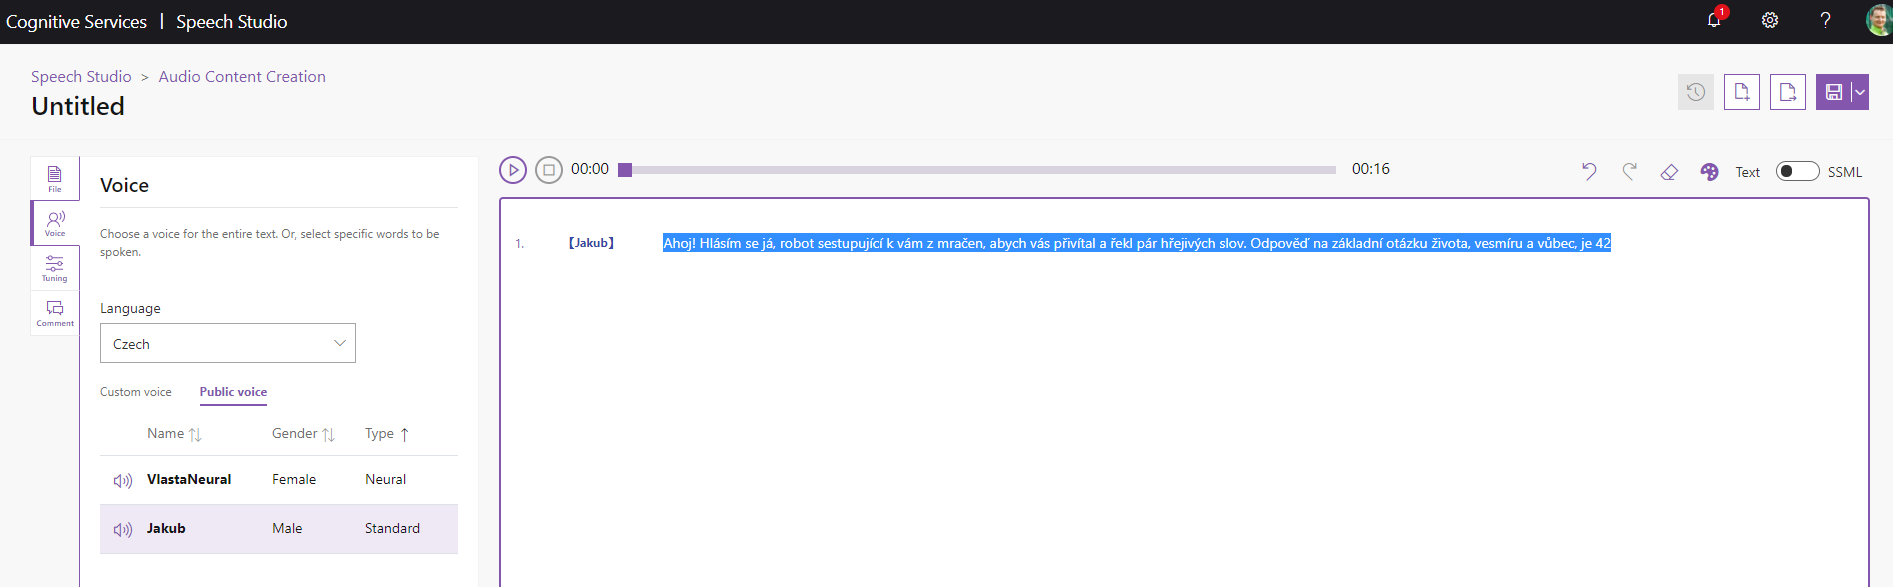 Cognitive Services | Speech Studio
1
?
Speech Studio > Audio Content Creation
Untitled
File
Voice
Tuning
Comment
Voice
Choose a voice for the entire text. Or, select specific words to be
spoken.
Language
Czech
Custom voice Public voice
Name Gender Type
VlastaNeural Female Neural
Jakub Male Standard
00:00 00:16
Text SSML
1. 【Jakub】 Ahoj! Hlásím se já, robot sestupující k vám z mračen, abych vás přivítal a řekl pár hřejivých slov. Odpověď na základní otázku života, vesmíru a vůbec, je 42